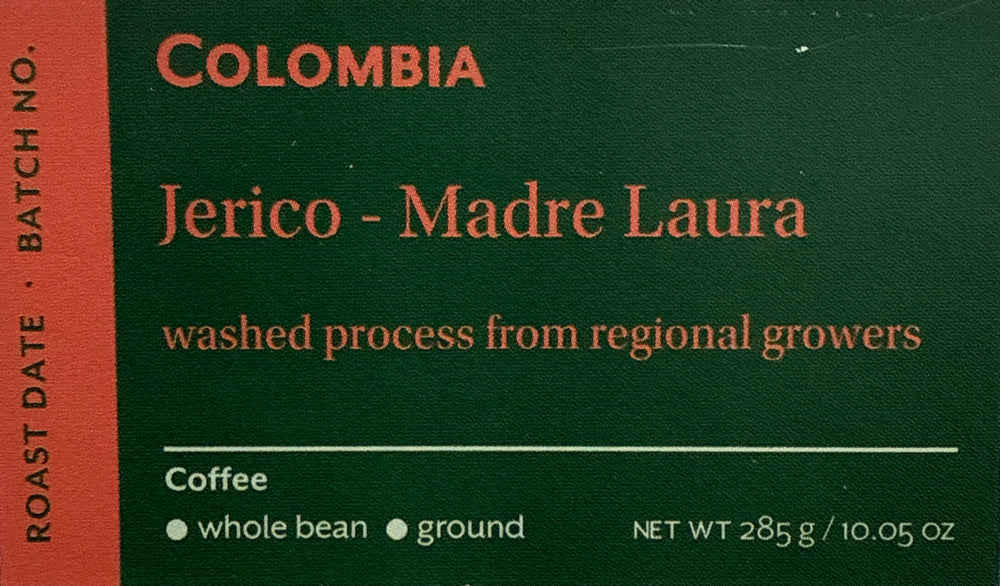 COLOMBIA
Jerico - Madre Laura
washed process from regional growers
Coffee
whole bean ground
NET WT 285 g / 10.05 OZ
ROAST DATE · BATCH NO.